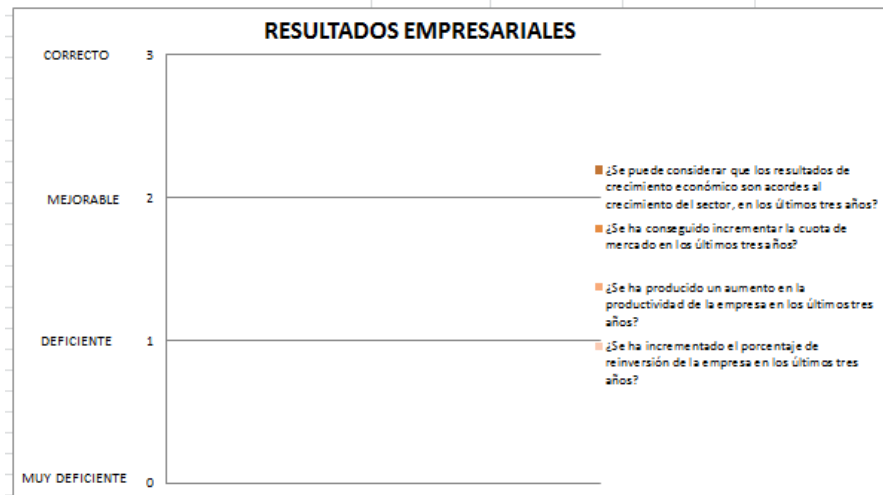 RESULTADOS EMPRESARIALES
CORRECTO 3
MEJORABLE 2
DEFICIENTE 1
MUY DEFICIENTE 0
¿Se puede considerar que los resultados de
crecimiento económico son acordes al
crecimiento del sector, en los últimos tres años?
¿Se ha conseguido incrementar la cuota de
mercado en los últimos tres años?
¿Se ha producido un aumento en la
productividad de la empresa en los últimos tres
años?
¿Se ha incrementado el porcentaje de
reinversión de la empresa en los últimos tres
años?